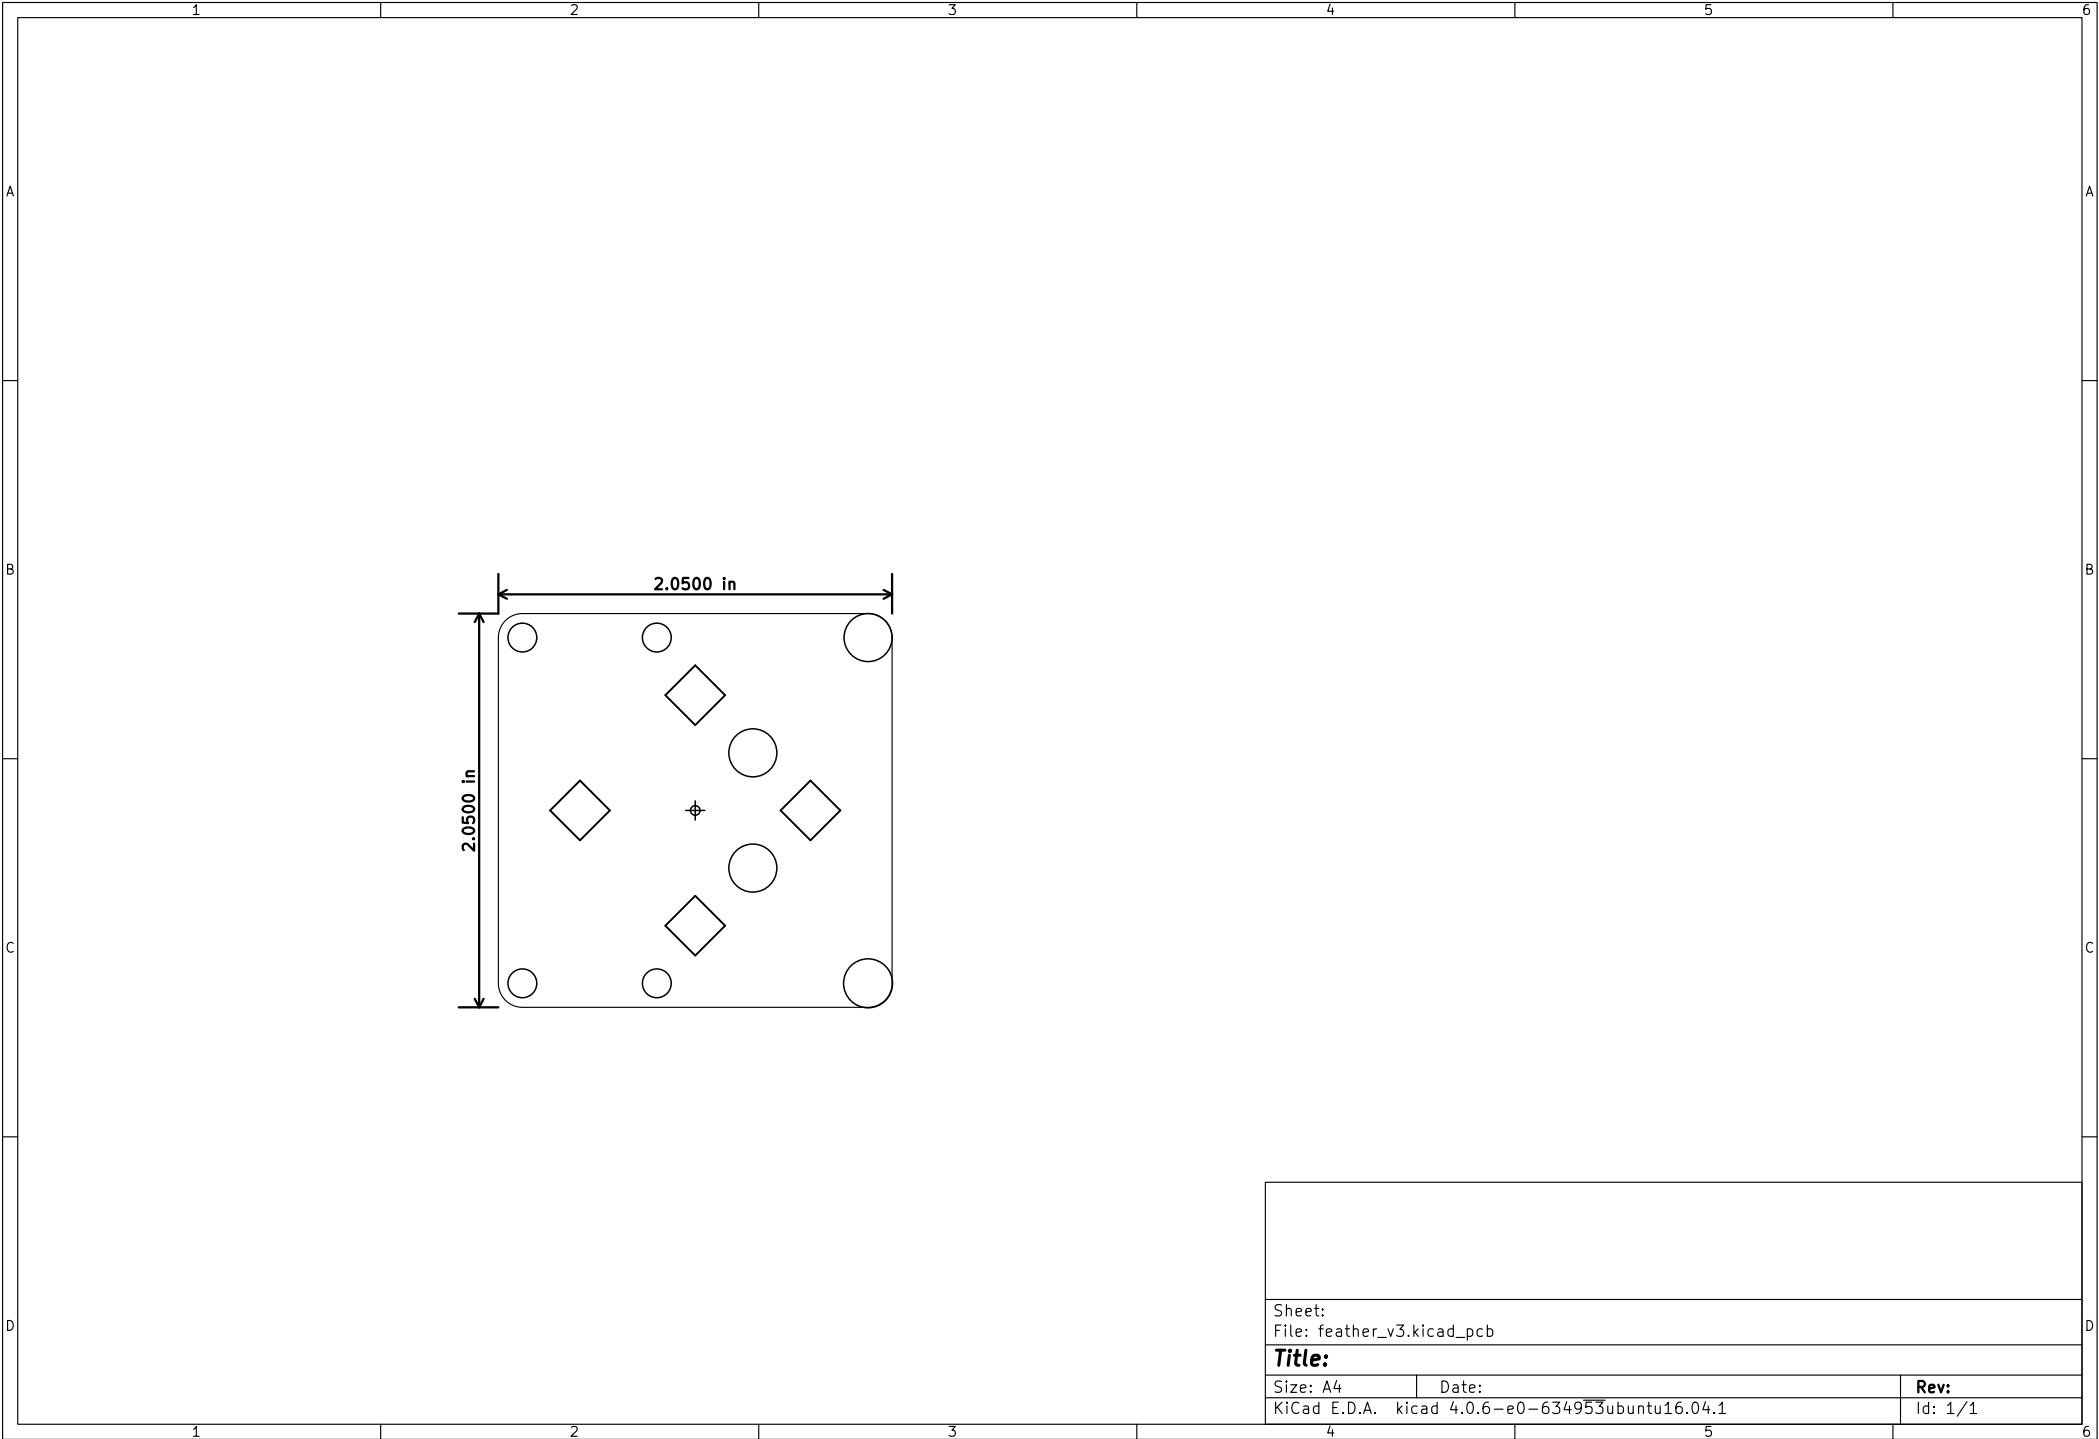 1 2 3 4 5 6
A A
B B
2.0500 in
2.0500 in
C C
Sheet:
File: feather_v3.kicad_pcb
D D
Title:
Size: A4 Date: Rev:
KiCad E.D.A. kicad 4.0.6-e0-634953ubuntu16.04.1 Id: 1/1
1 2 3 4 5 6